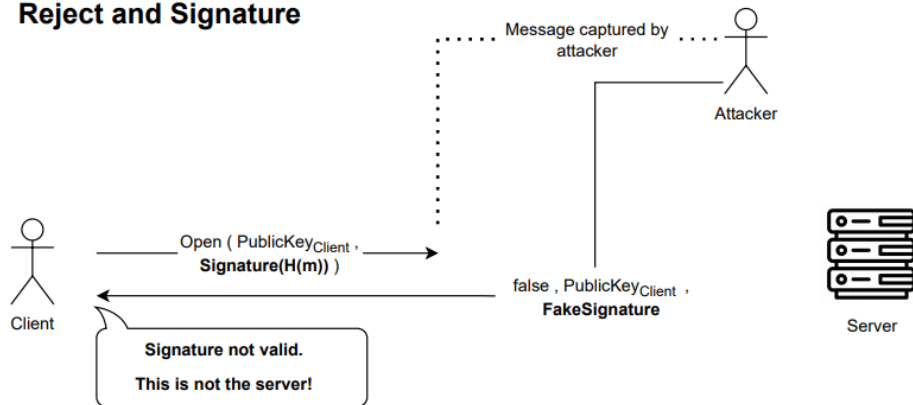 Reject and Signature
Message captured by
attacker
Attacker
Open ( PublicKeyClient ,
Signature(H(m)) )
false , PublicKeyClient ,
FakeSignature
Client
Server
Signature not valid.
This is not the server!